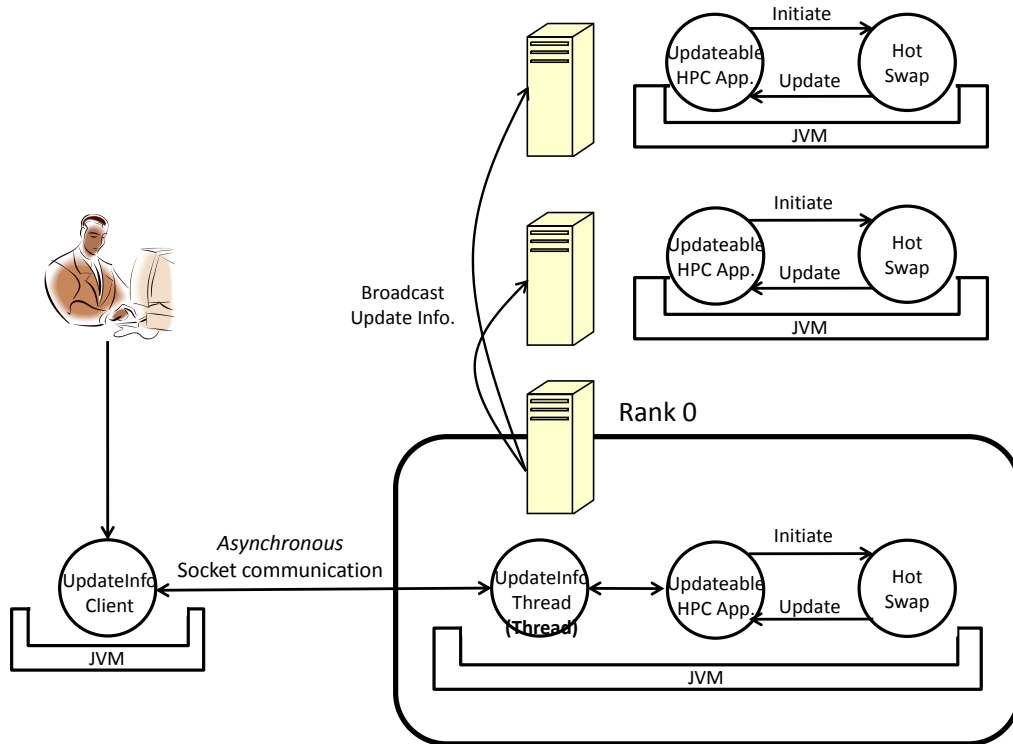 Initiate
Updateable
HPC App.
Hot
Swap
Update
JVM
Initiate
Updateable
HPC App.
Hot
Swap
Update
JVM
Broadcast
Update Info.
Rank 0
Asynchronous
Socket communication
UpdateInfo
Client
JVM
UpdateInfo
Thread
(Thread)
Initiate
Updateable
HPC App.
Hot
Swap
Update
JVM